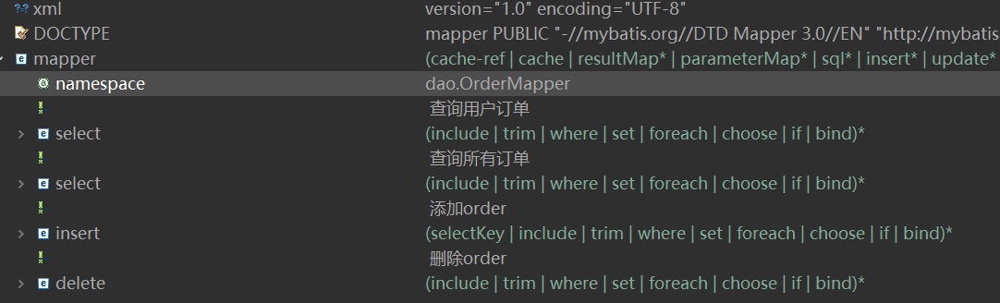 xml version="1.0" encoding="UTF-8"
DOCTYPE mapper PUBLIC "-//mybatis.org//DTD Mapper 3.0//EN" "http://mybatis
mapper (cache-ref | cache | resultMap* | parameterMap* | sql* | insert* | update*
namespace dao.OrderMapper
查询用户订单
select (include | trim | where | set | foreach | choose | if | bind)*
查询所有订单
select (include | trim | where | set | foreach | choose | if | bind)*
添加order
insert (selectKey | include | trim | where | set | foreach | choose | if | bind)*
删除order
delete (include | trim | where | set | foreach | choose | if | bind)*